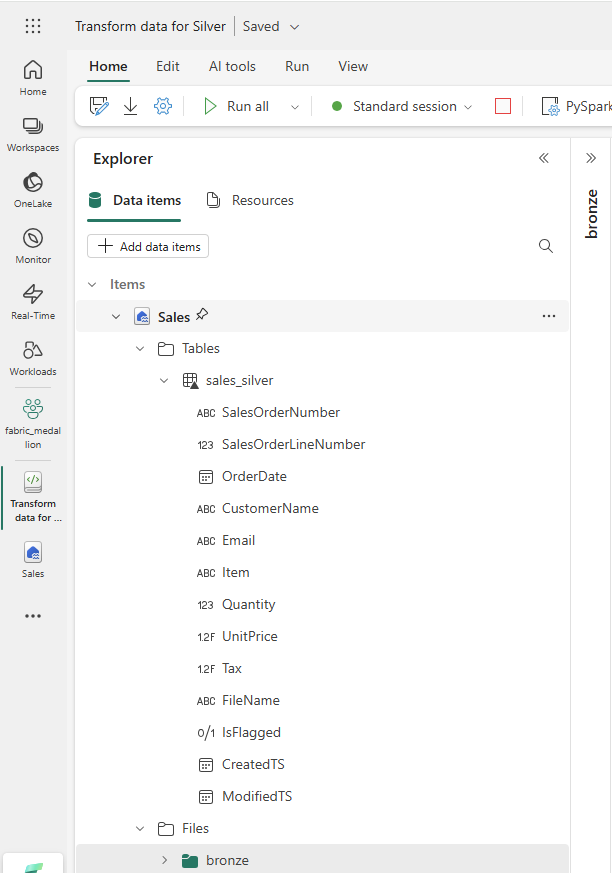 Transform data for Silver
Saved
Home
Edit
AI tools
Run
View
Run all
Standard session
PySpark
Home
Workspaces
OneLake
Monitor
Real-Time
Workloads
fabric_medal
lion
Transform
data for ...
Sales
Explorer
Data items
Resources
Add data items
Items
Sales
Tables
sales_silver
ABC SalesOrderNumber
123 SalesOrderLineNumber
OrderDate
ABC CustomerName
ABC Email
ABC Item
123 Quantity
1.2F UnitPrice
1.2F Tax
ABC FileName
0/1 IsFlagged
CreatedTS
ModifiedTS
Files
bronze
bronze